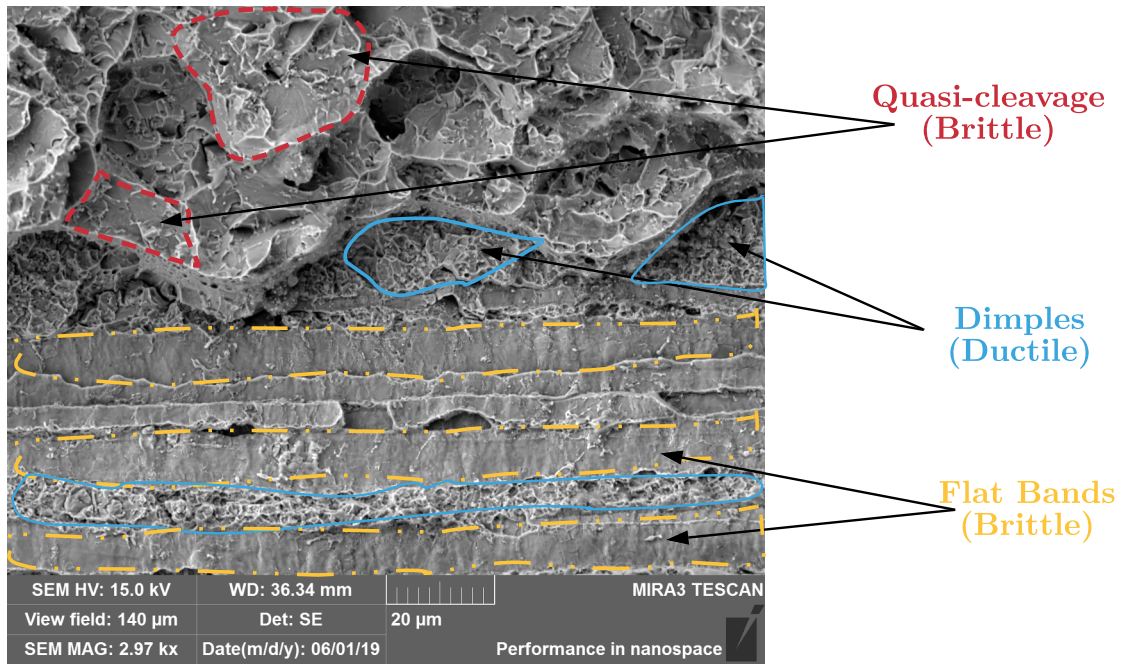 Quasi-cleavage
(Brittle)
Dimples
(Ductile)
Flat Bands
(Brittle)
SEM HV: 15.0 kV
WD: 36.34 mm
MIRA3 TESCAN
View field: 140 µm
Det: SE
20 µm
SEM MAG: 2.97 kx
Date(m/d/y): 06/01/19
Performance in nanospace